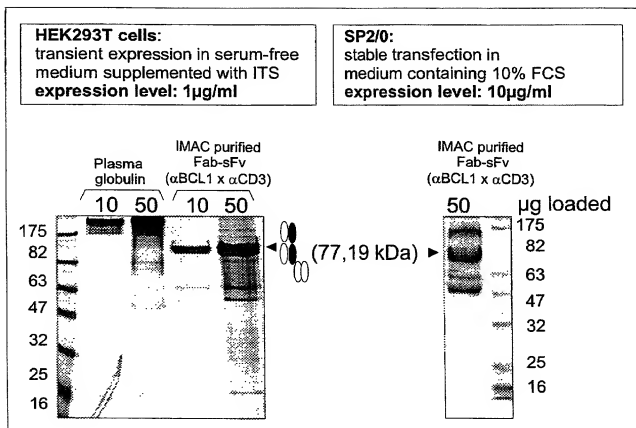 HEK293T cells:
transient expression in serum-free
medium supplemented with ITS
expression level: 1µg/ml
SP2/0:
stable transfection in
medium containing 10% FCS
expression level: 10µg/ml
Plasma
globulin
IMAC purified
Fab-sFv
(αBCL1 x αCD3)
10 50 10 50
175
82
63
47
32
25
16
(77,19 kDa)
IMAC purified
Fab-sFv
(αBCL1 x αCD3)
50 µg loaded
175
82
63
47
32
25
16